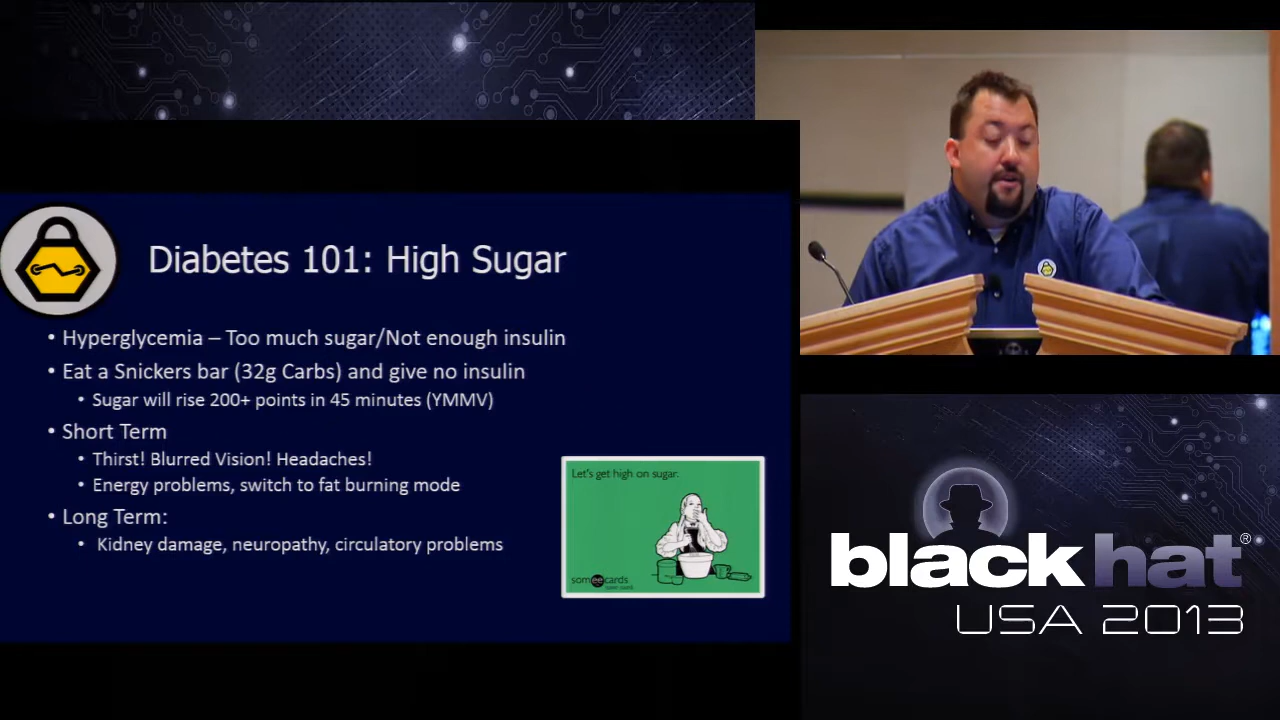 Diabetes 101: High Sugar
• Hyperglycemia – Too much sugar/Not enough insulin
• Eat a Snickers bar (32g Carbs) and give no insulin
• Sugar will rise 200+ points in 45 minutes (YMMV)
• Short Term
• Thirst! Blurred Vision! Headaches!
• Energy problems, switch to fat burning mode
• Long Term:
• Kidney damage, neuropathy, circulatory problems
Let's get high on sugar.
someecards
blackhat®
USA 2013